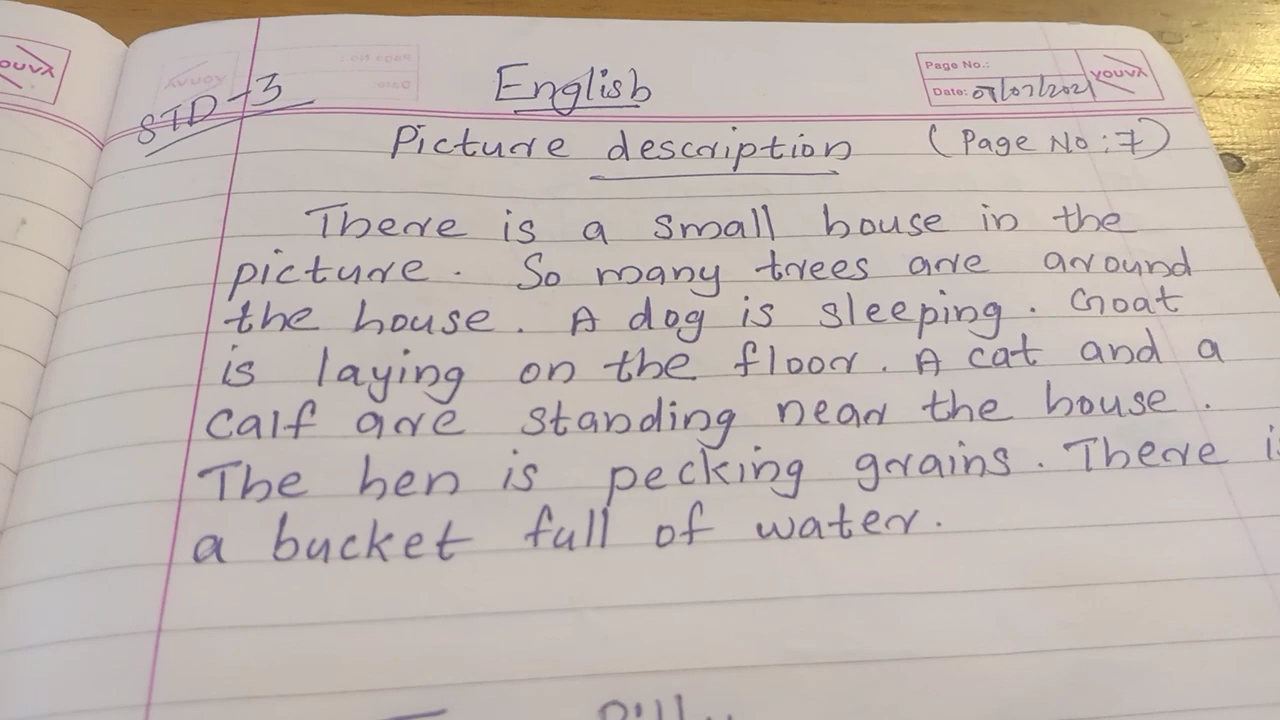 English
STD-3
Page No.:
Date: 07/07/2021
YOUVA
Picture description (Page No:7)
There is a small house in the
picture. So many trees are around
the house. A dog is sleeping. Goat
is laying on the floor. A cat and a
calf are standing near the house.
The hen is pecking grains. There is
a bucket full of water.